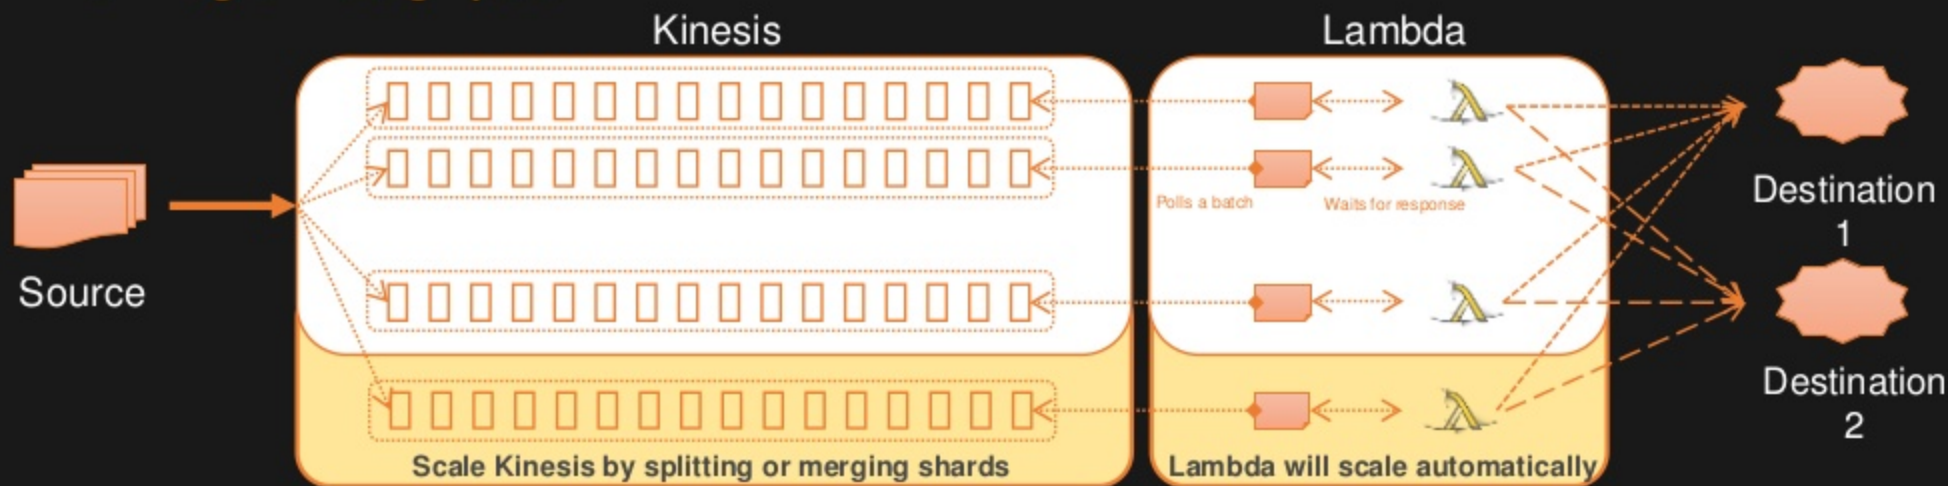 Kinesis
Lambda
Source
Polls a batch
Waits for response
Destination
1
Destination
2
Scale Kinesis by splitting or merging shards
Lambda will scale automatically